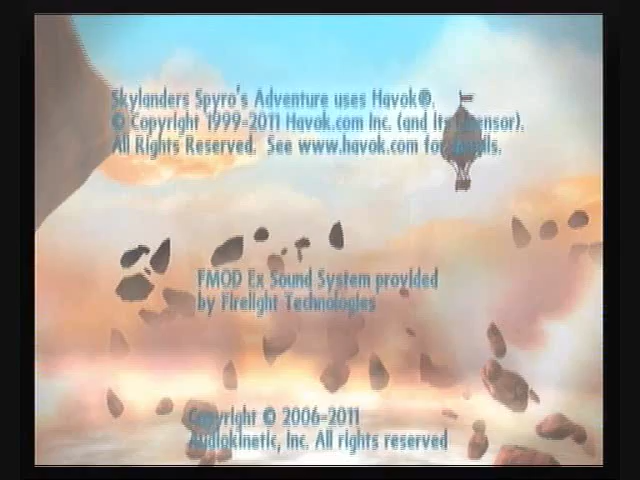 Skylanders Spyro's Adventure uses Havok®.
© Copyright 1999-2011 Havok.com Inc. (and its Licensor).
All Rights Reserved. See www.havok.com for details.
FMOD Ex Sound System provided
by Firelight Technologies
Copyright © 2006-2011
Audiokinetic, Inc. All rights reserved